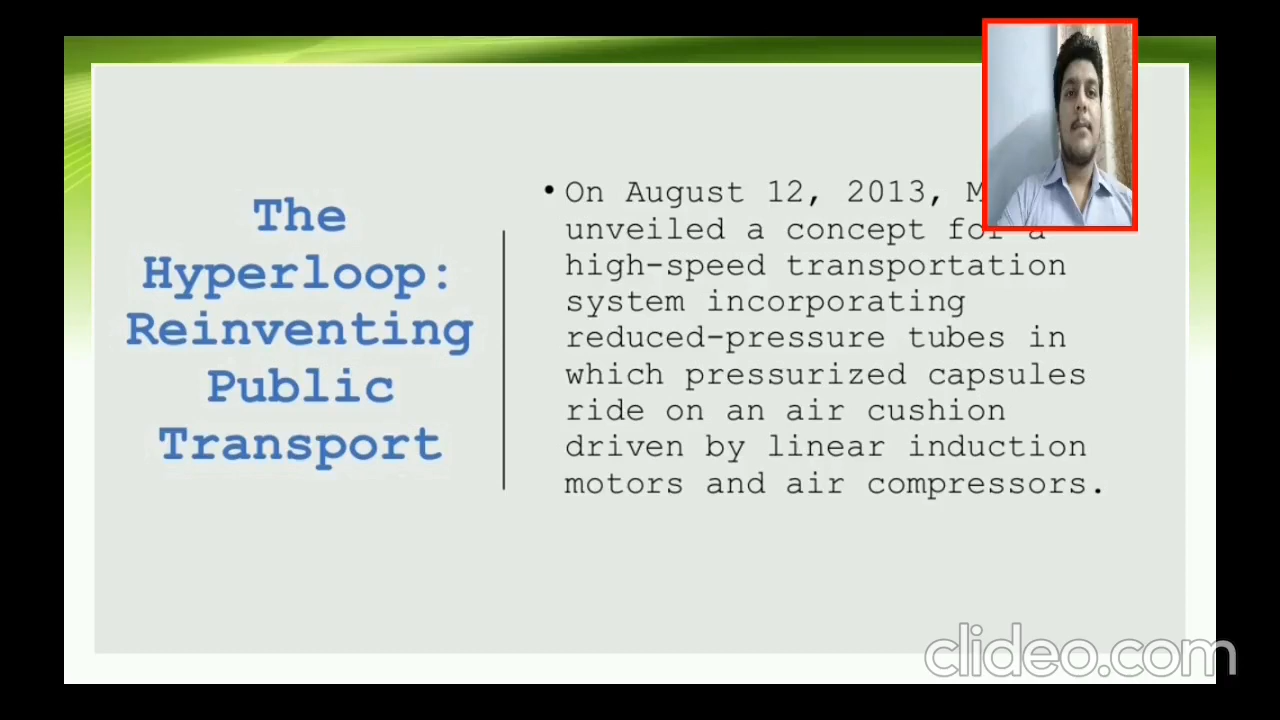 The
Hyperloop:
Reinventing
Public
Transport
• On August 12, 2013,
unveiled a concept for a
high-speed transportation
system incorporating
reduced-pressure tubes in
which pressurized capsules
ride on an air cushion
driven by linear induction
motors and air compressors.
clideo.com